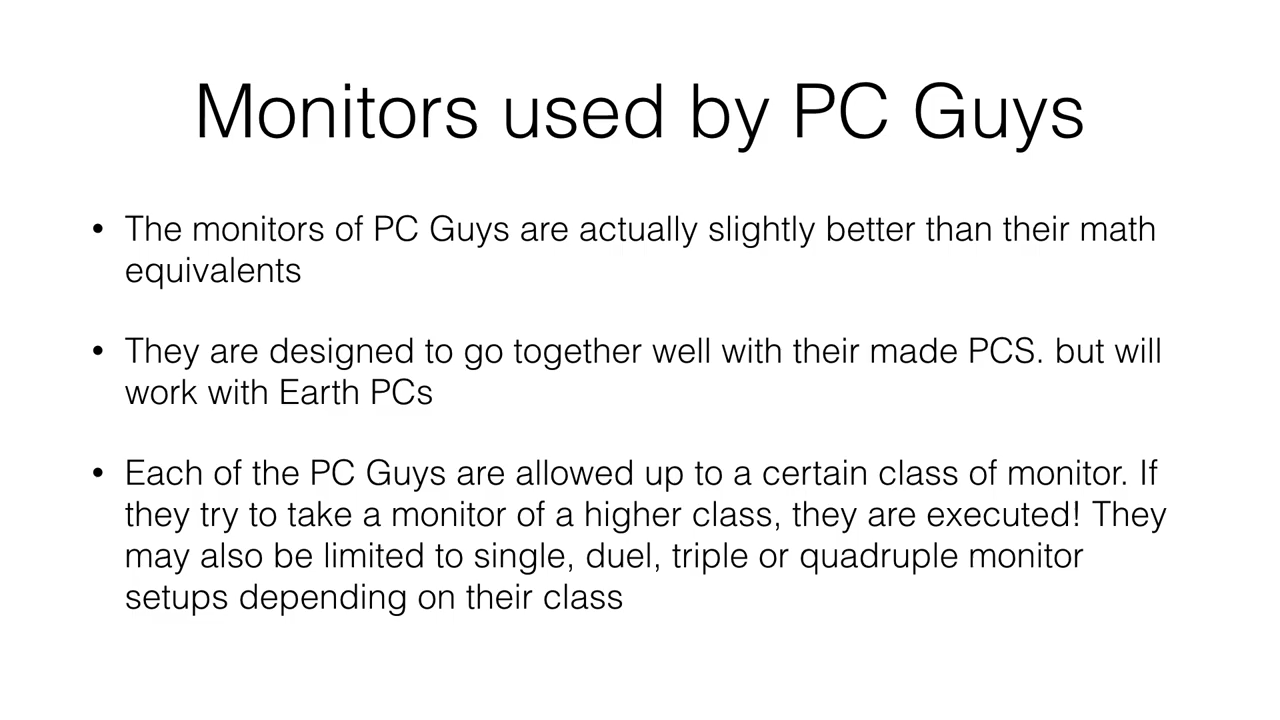 Monitors used by PC Guys
• The monitors of PC Guys are actually slightly better than their math
equivalents
• They are designed to go together well with their made PCS. but will
work with Earth PCs
• Each of the PC Guys are allowed up to a certain class of monitor. If
they try to take a monitor of a higher class, they are executed! They
may also be limited to single, duel, triple or quadruple monitor
setups depending on their class